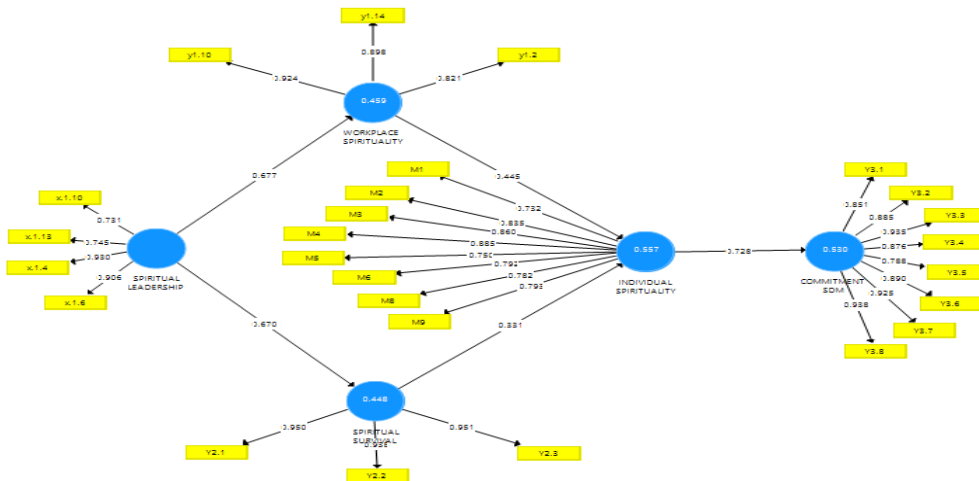 y1.14
0.898
y1.10
0.924
y1.2
0.821
0.459
WORKPLACE
SPIRITUALITY
0.677
0.445
x.1.10
0.731
x.1.13
0.745
x.1.4
0.930
x.1.6
0.906
SPIRITUAL
LEADERSHIP
M1
0.732
M2
0.835
M3
0.860
M4
0.885
M5
0.750
M6
0.792
M8
0.782
M9
0.793
0.557
INDIVIDUAL
SPIRITUALITY
0.728
0.530
COMMITMENT
SDM
Y3.1
0.851
Y3.2
0.885
Y3.3
0.935
Y3.4
0.876
Y3.5
0.788
Y3.6
0.890
Y3.7
0.925
Y3.8
0.938
0.670
0.331
0.448
SPIRITUAL
SURVIVAL
Y2.1
0.950
Y2.2
Y2.3
0.951